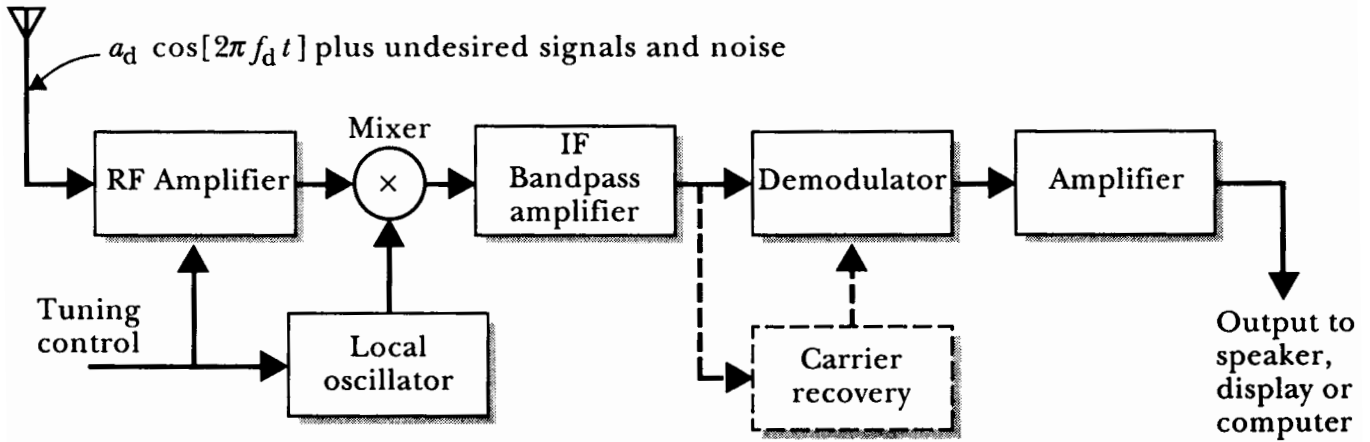 a_d cos[2π f_d t] plus undesired signals and noise
Mixer
RF Amplifier
×
IF
Bandpass
amplifier
Demodulator
Amplifier
Tuning
control
Local
oscillator
Carrier
recovery
Output to
speaker,
display or
computer